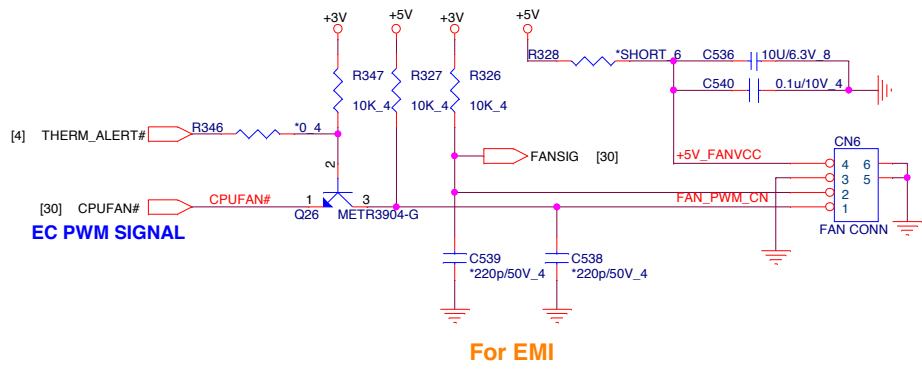 +3V +5V +3V +5V
R328 *SHORT_6 C536 10U/6.3V_8
R347 R327 R326 C540 0.1u/10V_4
10K_4 10K_4 10K_4
[4] THERM_ALERT# R346 *0_4 CN6
FANSIG [30] +5V_FANVCC 4 6
2 3 5
[30] CPUFAN# CPUFAN# 1 3 FAN_PWM_CN 2
1
Q26 METR3904-G FAN CONN
EC PWM SIGNAL
C539 C538
*220p/50V_4 *220p/50V_4
For EMI